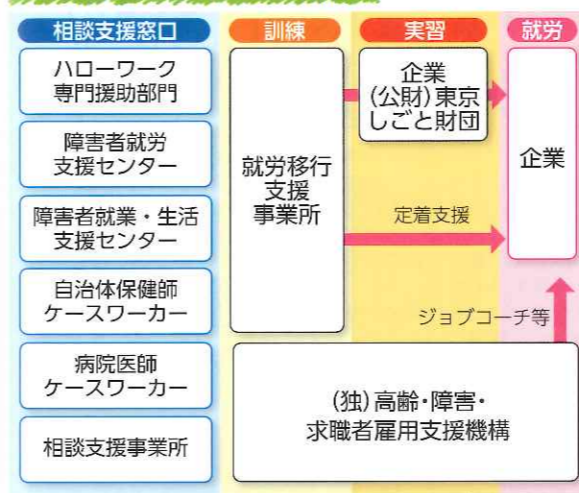 相談支援窓口
ハローワーク
専門援助部門
障害者就労
支援センター
障害者就業・生活
支援センター
自治体保健師
ケースワーカー
病院医師
ケースワーカー
相談支援事業所
訓練
就労移行
支援
事業所
実習
企業
(公財)東京
しごと財団
定着支援
就労
企業
ジョブコーチ等
(独)高齢・障害・
求職者雇用支援機構